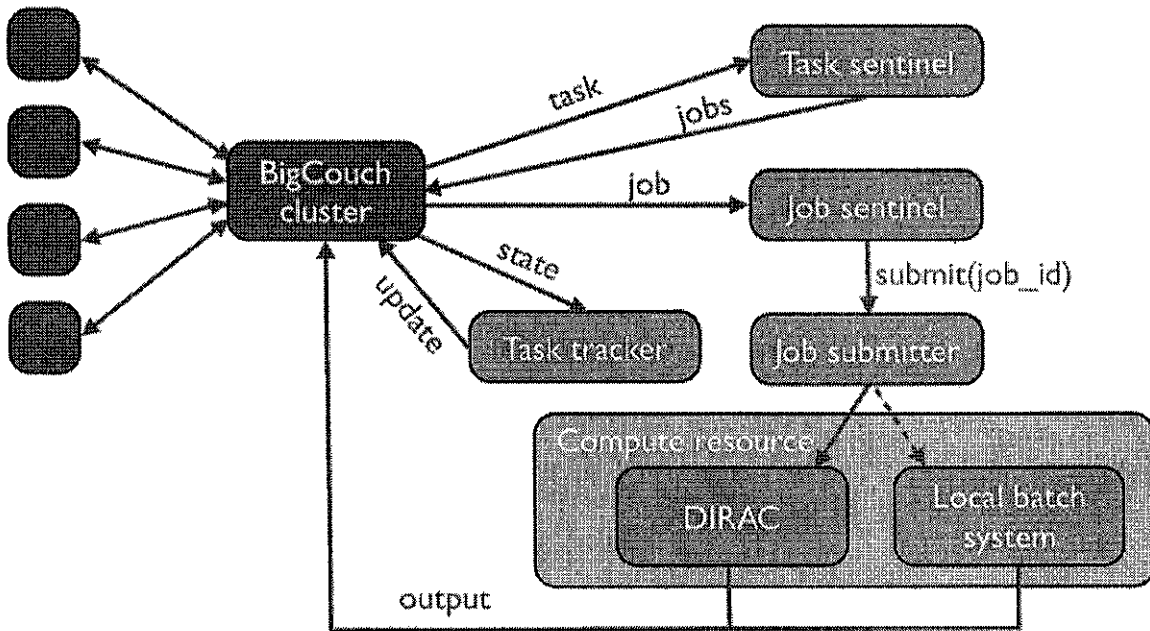 Task sentinel
task
jobs
BigCouch
cluster
job
Job sentinel
state
submit(job_id)
update
Task tracker
Job submitter
Compute resource
DIRAC
Local batch
system
output